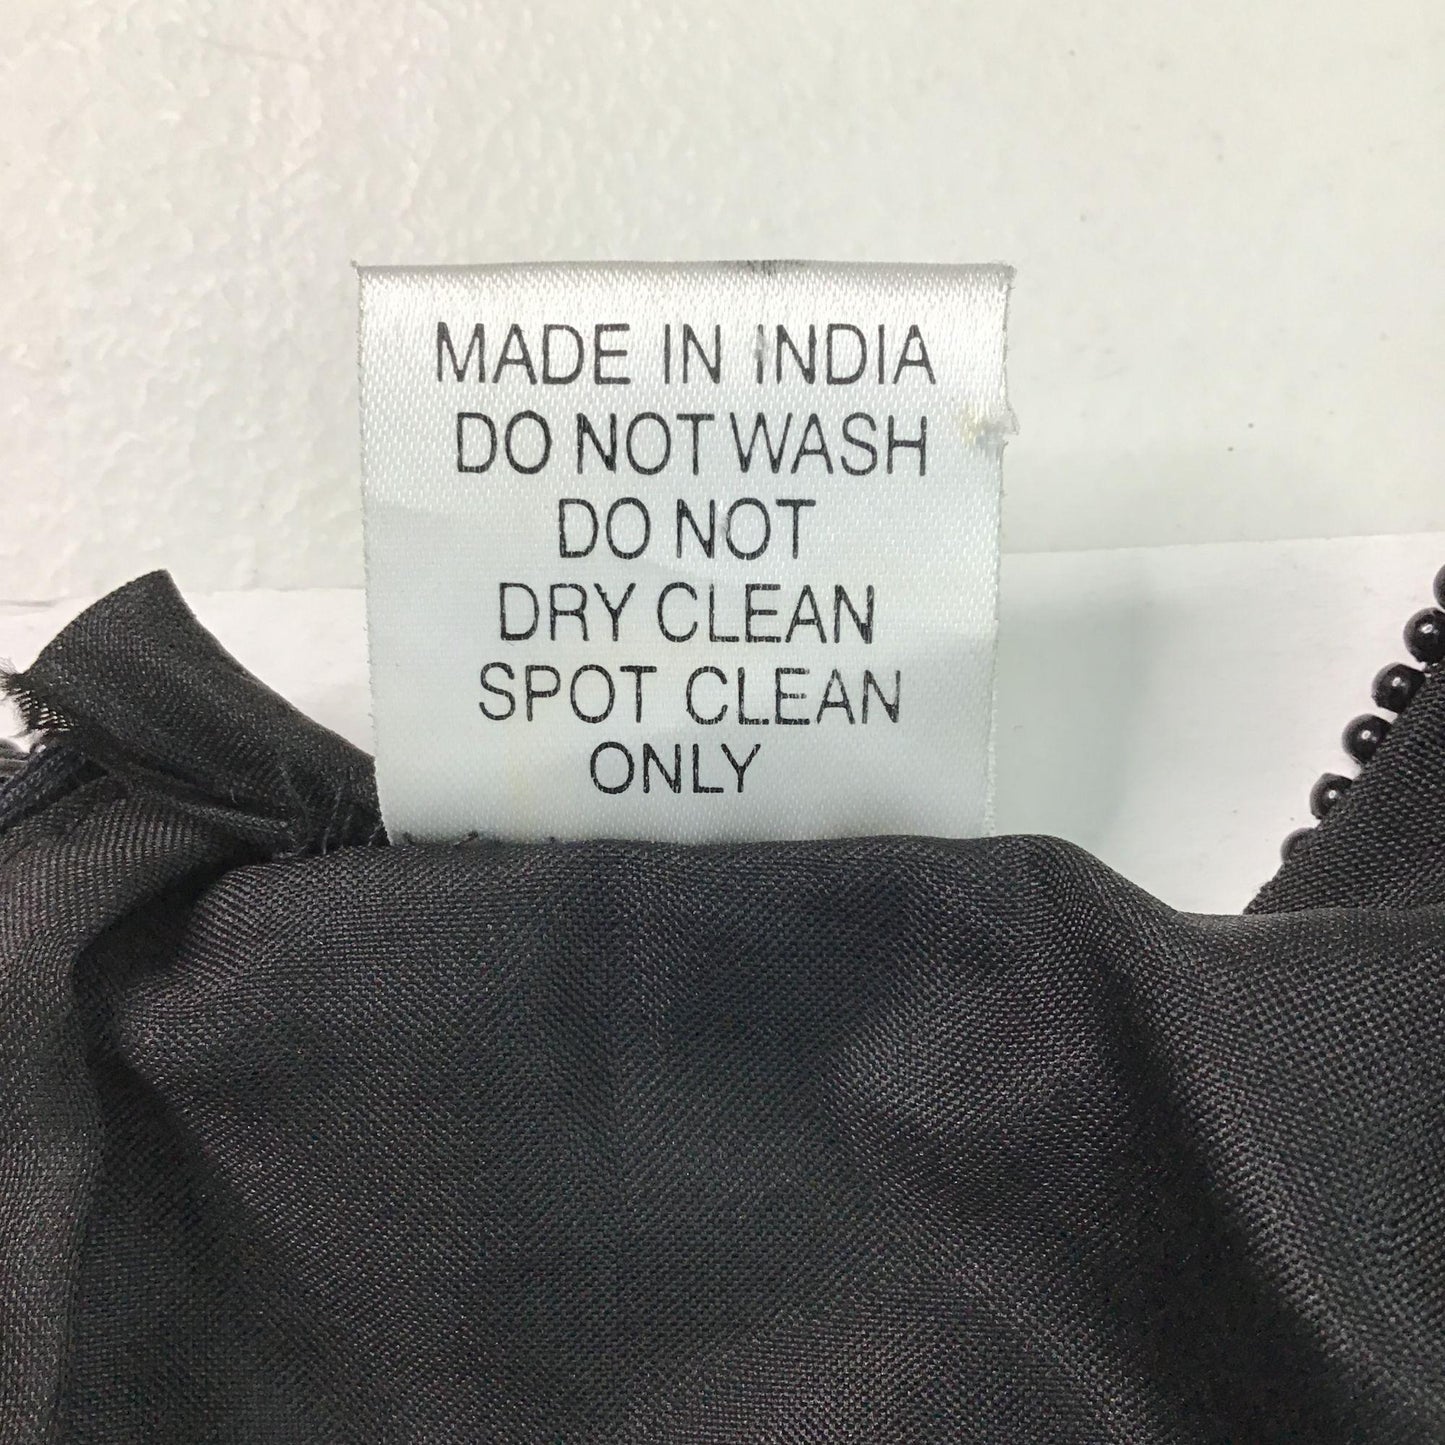 MADE IN INDIA
DO NOT WASH
DO NOT
DRY CLEAN
SPOT CLEAN
ONLY